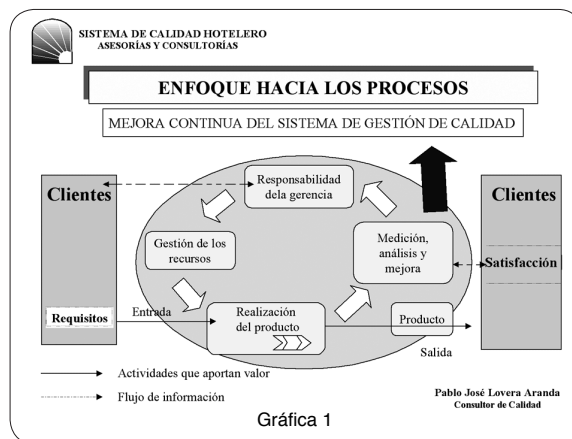 SISTEMA DE CALIDAD HOTELERO
ASESORÍAS Y CONSULTORÍAS
ENFOQUE HACIA LOS PROCESOS
MEJORA CONTINUA DEL SISTEMA DE GESTIÓN DE CALIDAD
Clientes
Responsabilidad
dela gerencia
Clientes
Gestión de los
recursos
Medición,
análisis y
mejora
Satisfacción
Requisitos
Entrada
Realización
del producto
Producto
Salida
Actividades que aportan valor
Flujo de información
Pablo José Lovera Aranda
Consultor de Calidad
Gráfica 1